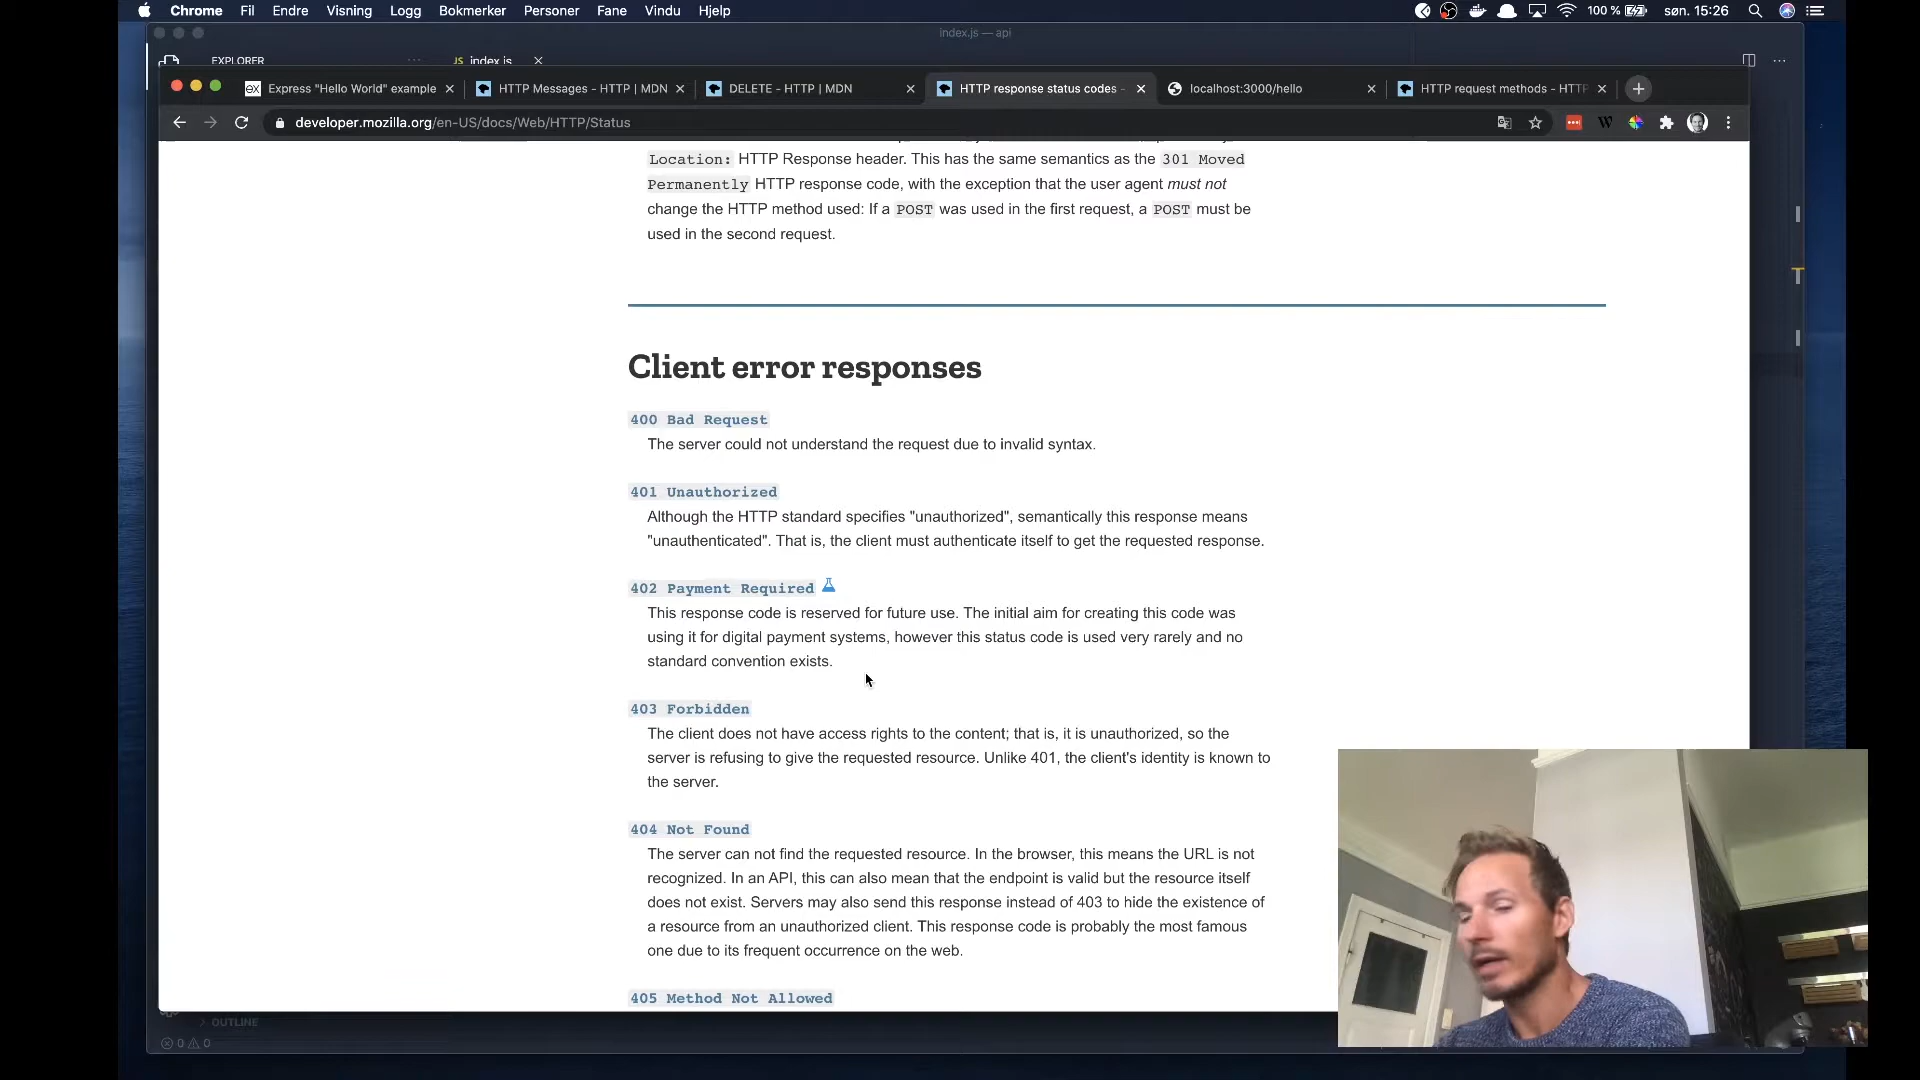 Chrome Fil Endre Visning Logg Bokmerker Personer Fane Vindu Hjelp 100 % søn. 15:26
index.js — api
EXPLORER ... JS index.js ...
Express "Hello World" example HTTP Messages - HTTP | MDN DELETE - HTTP | MDN HTTP response status codes - localhost:3000/hello HTTP request methods - HTTP
developer.mozilla.org/en-US/docs/Web/HTTP/Status
Location: HTTP Response header. This has the same semantics as the 301 Moved
Permanently HTTP response code, with the exception that the user agent must not
change the HTTP method used: If a POST was used in the first request, a POST must be
used in the second request.
Client error responses
400 Bad Request
The server could not understand the request due to invalid syntax.
401 Unauthorized
Although the HTTP standard specifies "unauthorized", semantically this response means
"unauthenticated". That is, the client must authenticate itself to get the requested response.
402 Payment Required
This response code is reserved for future use. The initial aim for creating this code was
using it for digital payment systems, however this status code is used very rarely and no
standard convention exists.
403 Forbidden
The client does not have access rights to the content; that is, it is unauthorized, so the
server is refusing to give the requested resource. Unlike 401, the client's identity is known to
the server.
404 Not Found
The server can not find the requested resource. In the browser, this means the URL is not
recognized. In an API, this can also mean that the endpoint is valid but the resource itself
does not exist. Servers may also send this response instead of 403 to hide the existence of
a resource from an unauthorized client. This response code is probably the most famous
one due to its frequent occurrence on the web.
405 Method Not Allowed
OUTLINE
0 0